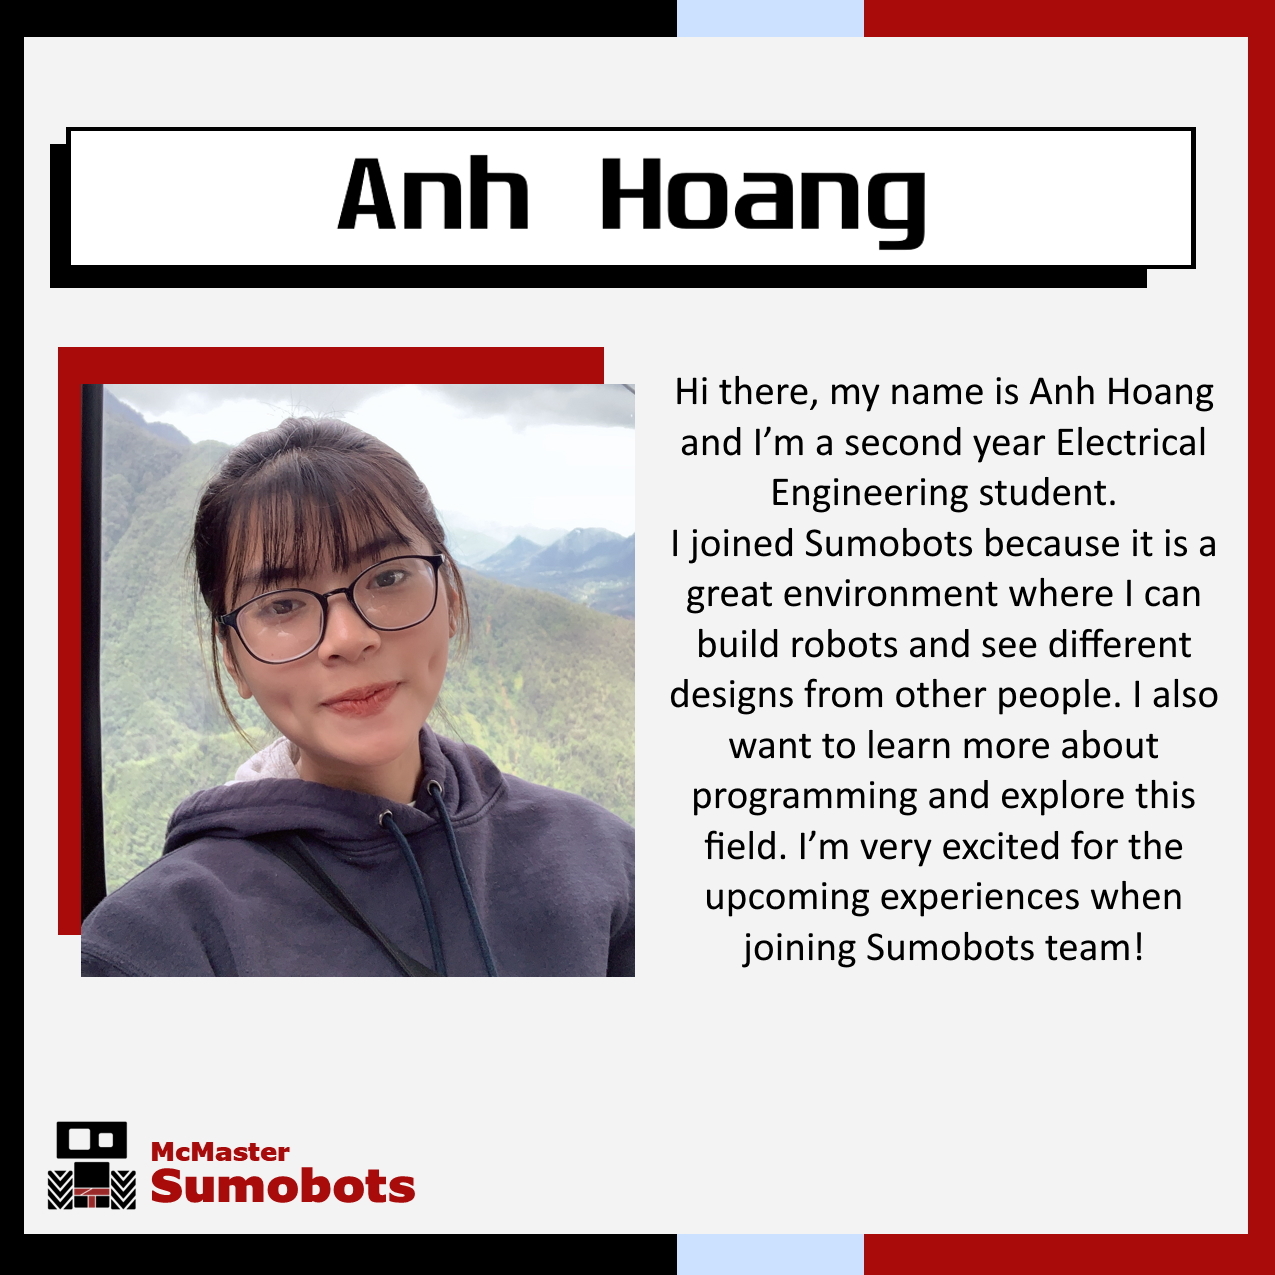 Anh Hoang
Hi there, my name is Anh Hoang
and I’m a second year Electrical
Engineering student.
I joined Sumobots because it is a
great environment where I can
build robots and see different
designs from other people. I also
want to learn more about
programming and explore this
field. I’m very excited for the
upcoming experiences when
joining Sumobots team!
McMaster
Sumobots